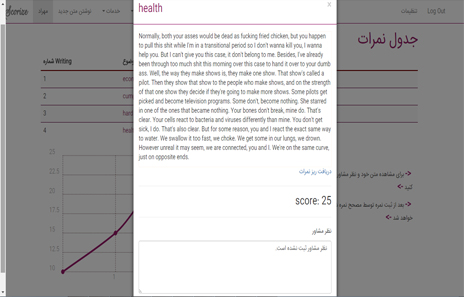 health
×
Normally, both your asses would be dead as fucking fried chicken, but you happen
to pull this shit while I'm in a transitional period so I don't wanna kill you, I wanna
help you. But I can't give you this case, it don't belong to me. Besides, I've already
been through too much shit this morning over this case to hand it over to your dumb
ass. Well, the way they make shows is, they make one show. That show's called a
pilot. Then they show that show to the people who make shows, and on the strength
of that one show they decide if they're going to make more shows. Some pilots get
picked and become television programs. Some don't, become nothing. She starred
in one of the ones that became nothing. Your bones don't break, mine do. That's
clear. Your cells react to bacteria and viruses differently than mine. You don't get
sick, I do. That's also clear. But for some reason, you and I react the exact same way
to water. We swallow it too fast, we choke. We get some in our lungs, we drown.
However unreal it may seem, we are connected, you and I. We're on the same curve,
just on opposite ends.
دریافت ریز نمرات
score: 25
نظر مشاور
نظر مشاور ثبت نشده است.
نوشتن متن جدید
خدمات
تنظیمات
Log Out
جدول نمرات
شماره Writing
1
2
3
4
health
25
22.5
20
17.5
15
12.5
10
1
برای مشاهده متن خود و نظر مشاور
کنید
بعد از ثبت نمره توسط مصحح نمره
خواهد شد